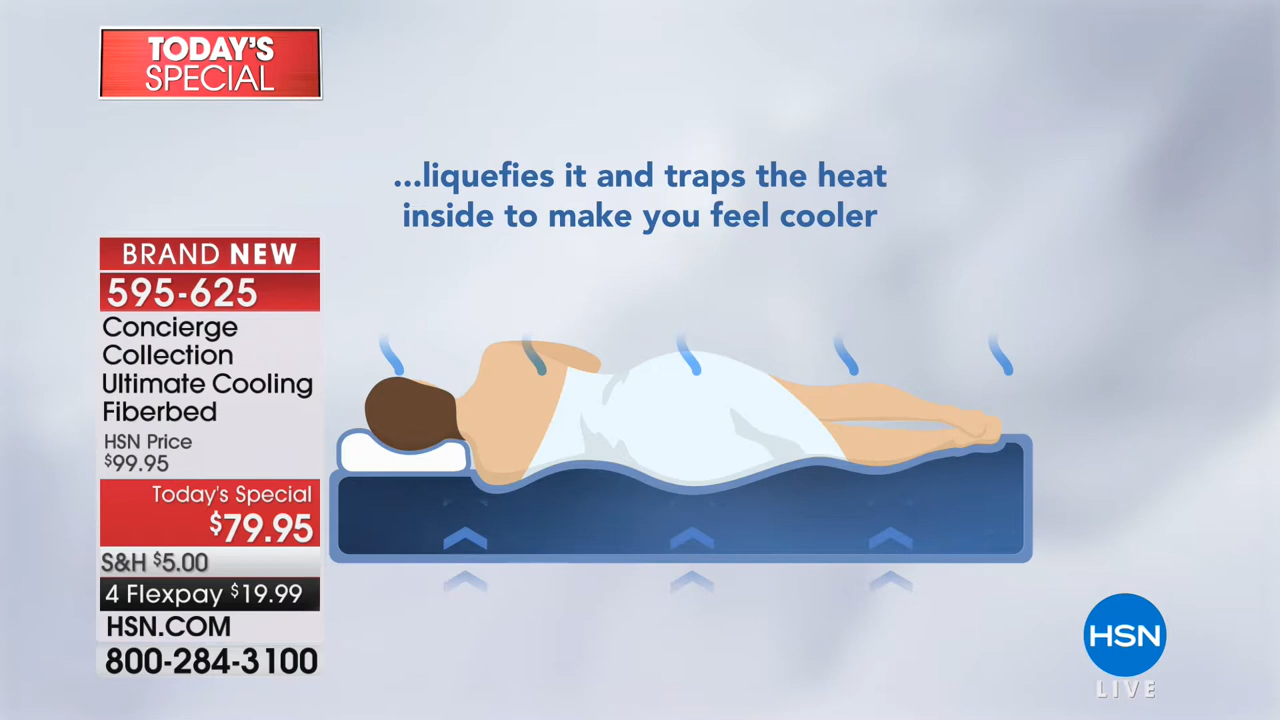 TODAY'S
SPECIAL
...liquefies it and traps the heat
inside to make you feel cooler
BRAND NEW
595-625
Concierge
Collection
Ultimate Cooling
Fiberbed
HSN Price
$99.95
Today's Special
$79.95
S&H $5.00
4 Flexpay $19.99
HSN.COM
800-284-3100
HSN
LIVE